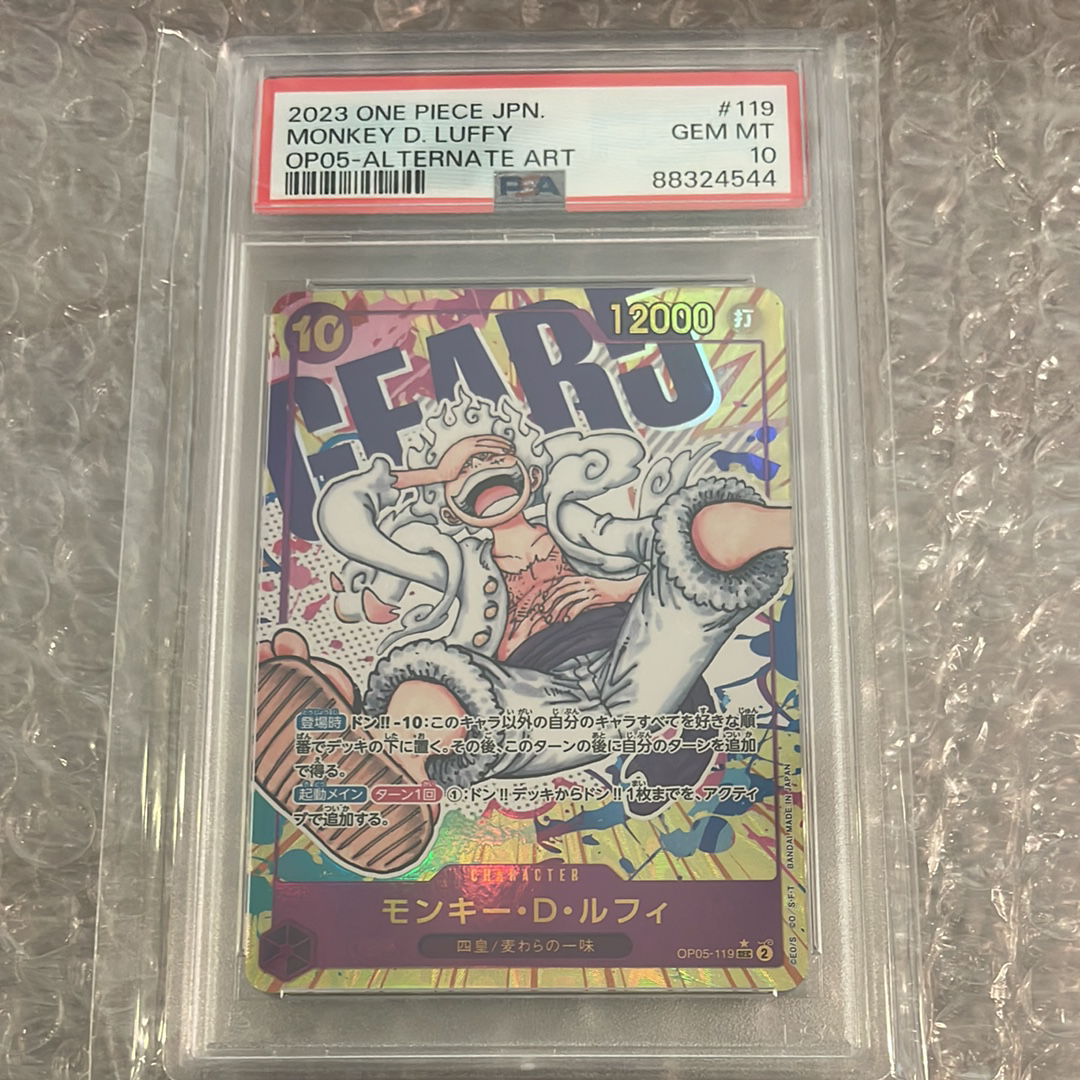 2023 ONE PIECE JPN. #119
MONKEY D. LUFFY GEM MT
OP05-ALTERNATE ART 10
PSA 88324544
10 12000 打
GEAR5
登場時 ドン!!-10:このキャラ以外の自分のキャラすべてを好きな順
番でデッキの下に置く。その後、このターンの後に自分のターンを追加
で得る。
起動メイン ターン1回 ①:ドン!!デッキからドン!!1枚までを、アクティ
ブで追加する。
CHARACTER
モンキー・D・ルフィ
四皇/麦わらの一味
OP05-119 SEC 2
©EO/S ©O/S・F・T BANDAI MADE IN JAPAN